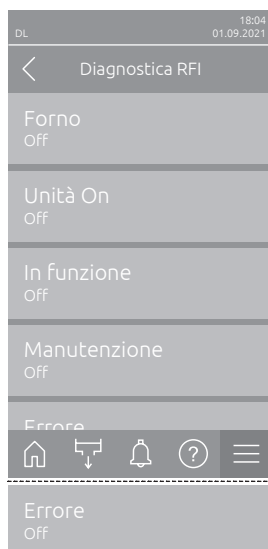 18:04
DL 01.09.2021
Diagnostica RFI
Forno
Off
Unità On
Off
In funzione
Off
Manutenzione
Off
Errore
?
Errore
Off